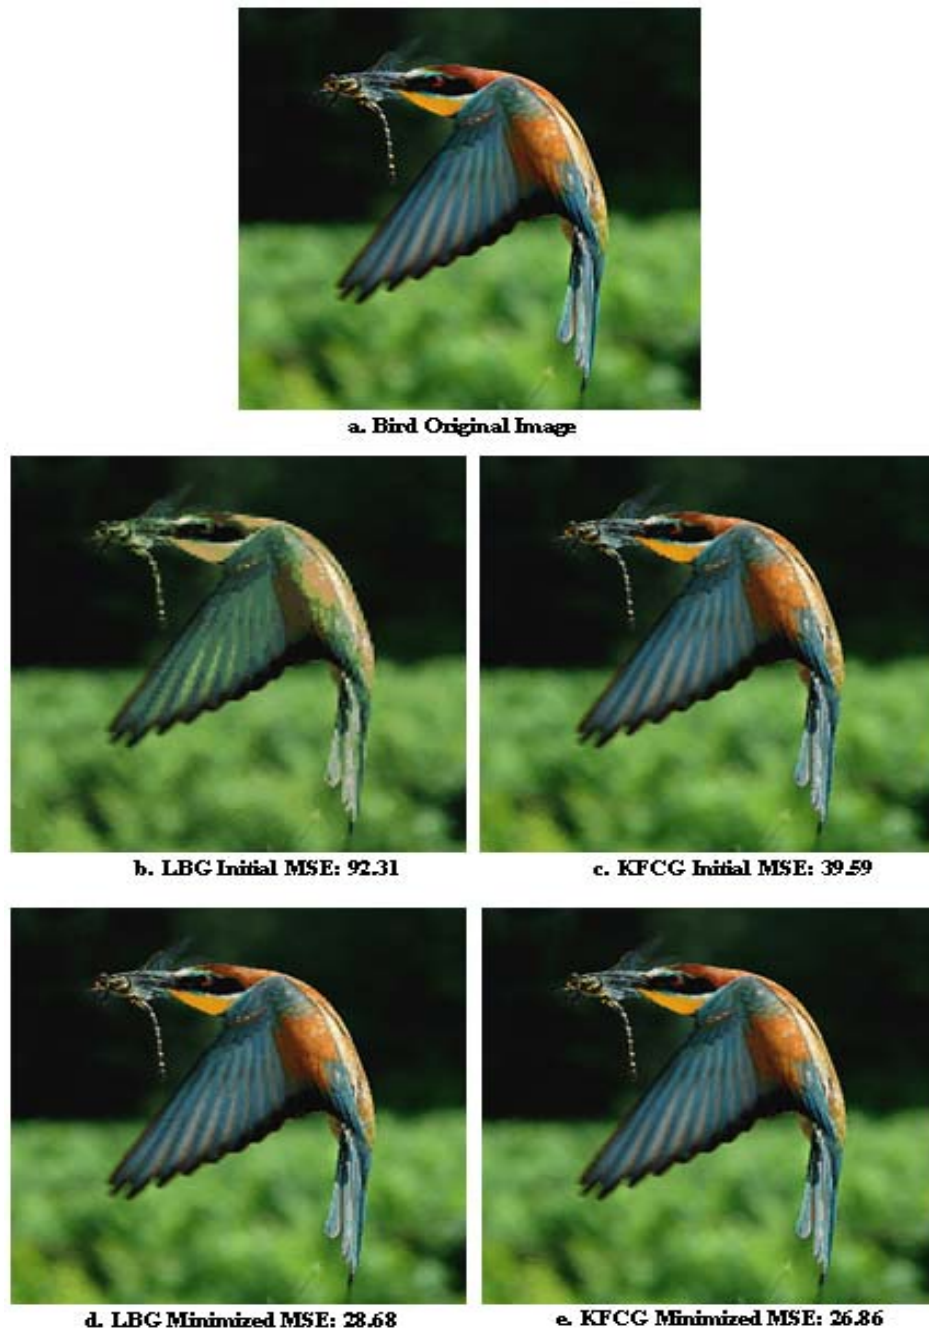 a. Bird Original Image
b. LBG Initial MSE: 92.31
c. KFCG Initial MSE: 39.59
d. LBG Minimized MSE: 28.68
e. KFCG Minimized MSE: 26.86